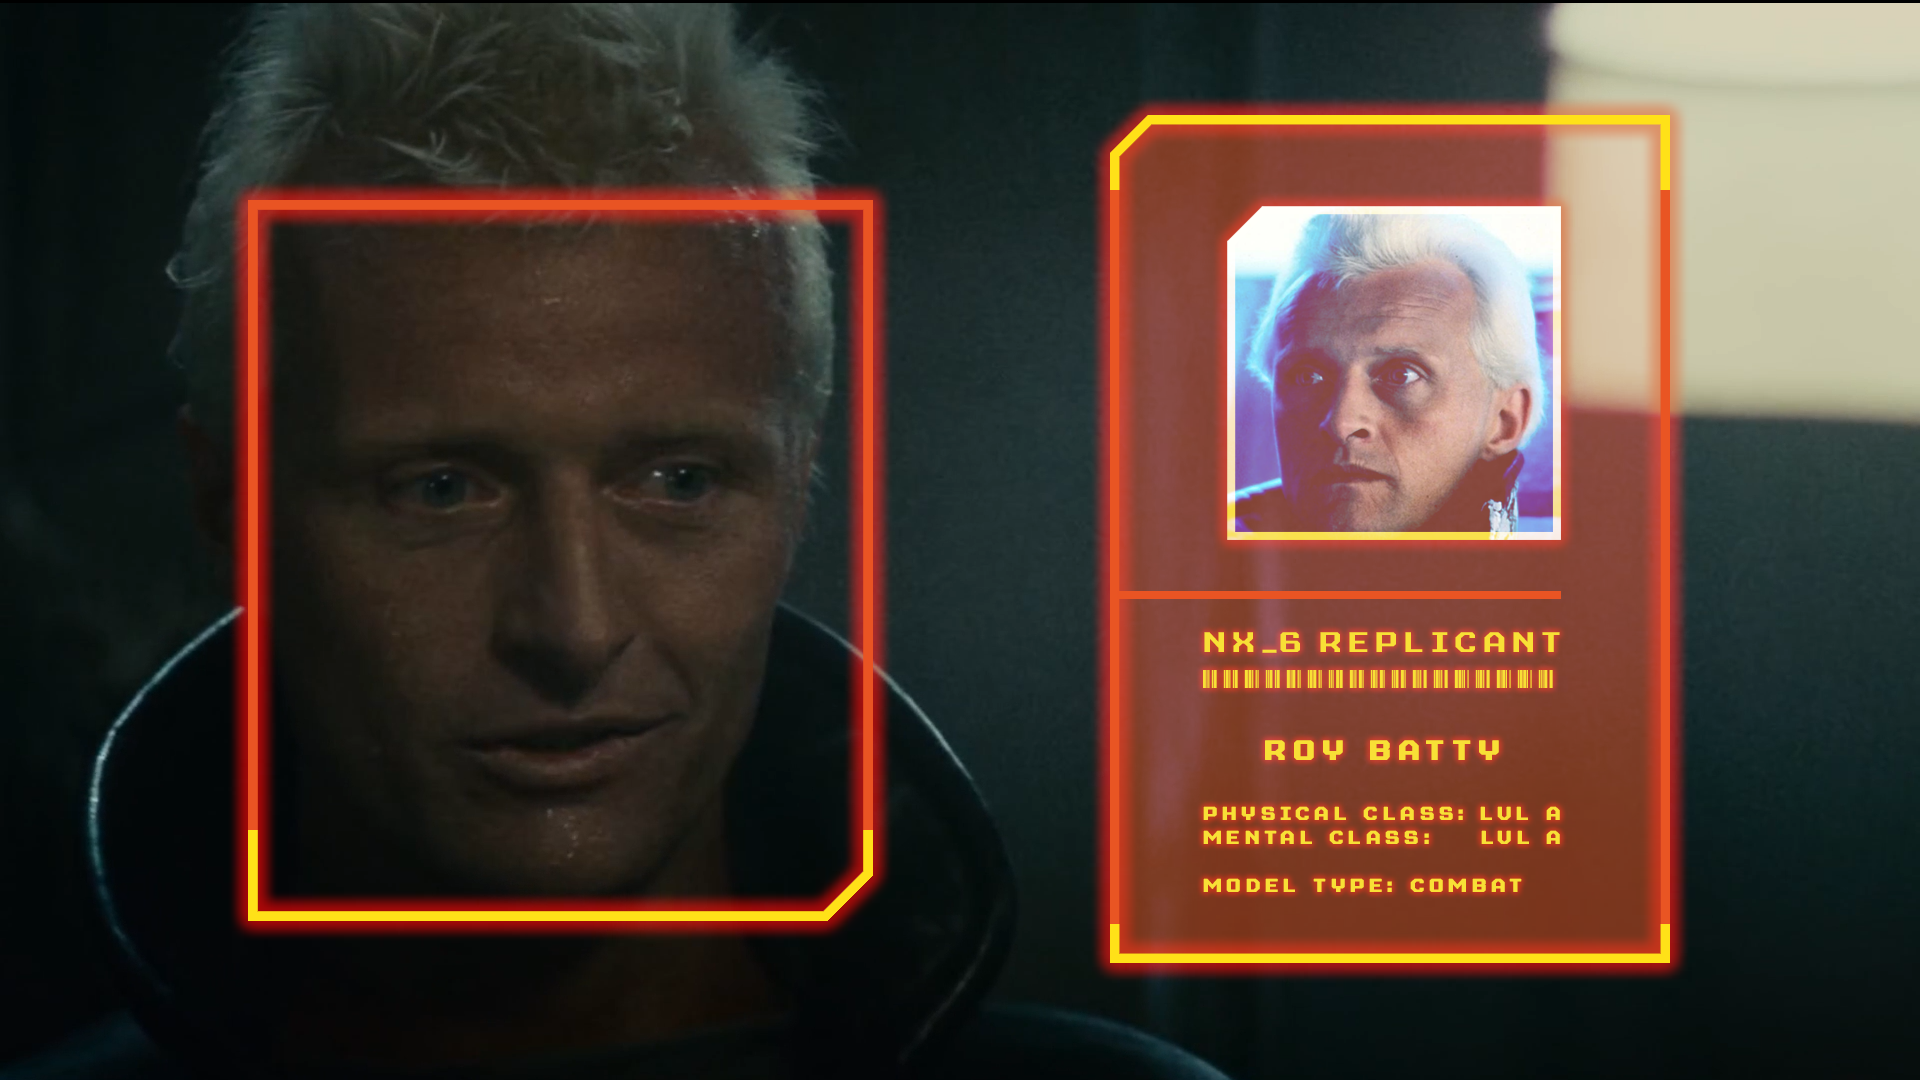 NX_6 REPLICANT
ROY BATTY
PHYSICAL CLASS: LVL A
MENTAL CLASS: LVL A
MODEL TYPE: COMBAT